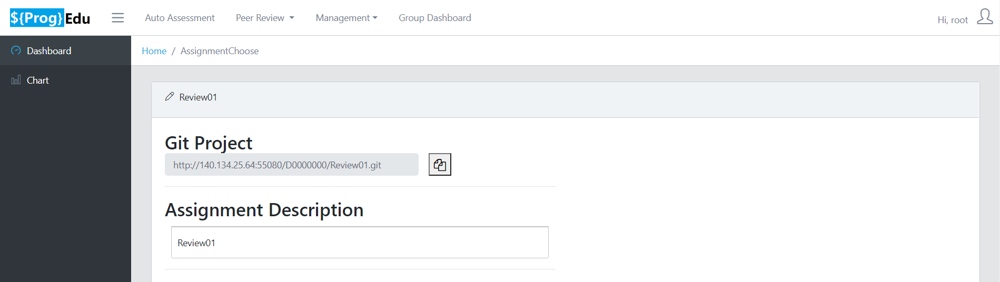 ${Prog}Edu Auto Assessment Peer Review Management Group Dashboard Hi, root
Dashboard
Home / AssignmentChoose
Chart
Review01
Git Project
http://140.134.25.64:55080/D0000000/Review01.git
Assignment Description
Review01